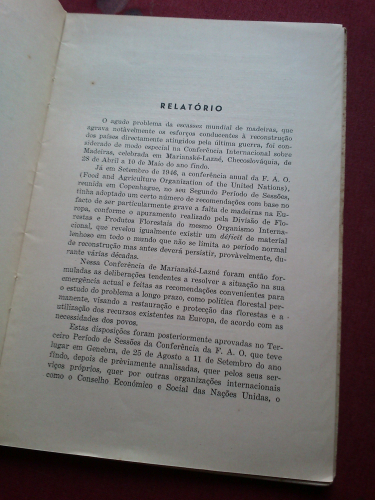 RELATÓRIO
O agudo problema da escassez mundial de madeiras, que
agrava notàvelmente os esforços conducentes à reconstrução
dos países directamente atingidos pela última guerra, foi con-
siderado de modo especial na Conferência Internacional sôbre
Madeiras, celebrada em Marianské-Lazné, Checoslováquia, de
28 de Abril a 10 de Maio do ano findo.
Já em Setembro de 1946, a conferência anual da F. A. O.
(Food and Agriculture Organization of the United Nations),
reunida em Copenhague, no seu Segundo Período de Sessões,
tinha adoptado um certo número de recomendações com base no
facto de ser particularmente grave a falta de madeiras na Eu-
ropa, conforme o apuramento realizado pela Divisão de Flo-
restas e Produtos Florestais do mesmo Organismo Interna-
cional, que revelou igualmente existir um déficit de material
lenhoso em todo o mundo que não se limita ao período normal
de reconstrução mas antes deverá persistir, provàvelmente, du-
rante várias décadas.
Nessa Conferência de Marianské-Lazné foram então for-
muladas as deliberações tendentes a resolver a situação na sua
emergência actual e feitas as recomendações convenientes para
o estudo do problema a longo prazo, como política florestal per-
manente, visando a restauração e protecção das florestas e a
utilização dos recursos existentes na Europa, de acordo com as
necessidades dos povos.
Estas disposições foram posteriormente aprovadas no Ter-
ceiro Período de Sessões da Conferência da F. A. O. que teve
lugar em Genebra, de 25 de Agosto a 11 de Setembro do ano
findo, depois de prèviamente analisadas, quer pelos seus ser-
viços próprios, quer por outras organizações internacionais
como o Conselho Económico e Social das Nações Unidas, o